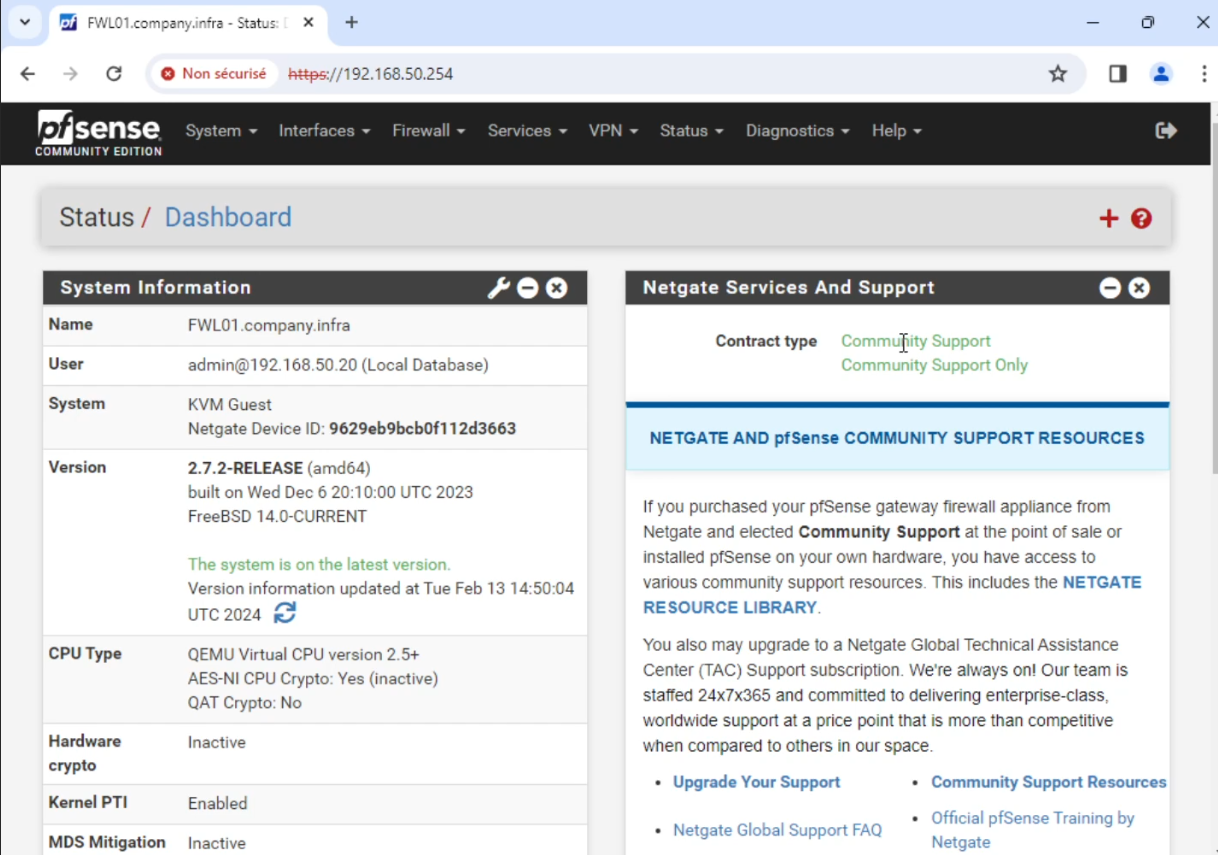 FWL01.company.infra - Status: D
Non sécurisé https://192.168.50.254
pfsense
COMMUNITY EDITION
System Interfaces Firewall Services VPN Status Diagnostics Help
Status / Dashboard
System Information
Name FWL01.company.infra
User admin@192.168.50.20 (Local Database)
System KVM Guest
Netgate Device ID: 9629eb9bcb0f112d3663
Version 2.7.2-RELEASE (amd64)
built on Wed Dec 6 20:10:00 UTC 2023
FreeBSD 14.0-CURRENT
The system is on the latest version.
Version information updated at Tue Feb 13 14:50:04
UTC 2024
CPU Type QEMU Virtual CPU version 2.5+
AES-NI CPU Crypto: Yes (inactive)
QAT Crypto: No
Hardware
crypto
Inactive
Kernel PTI Enabled
MDS Mitigation Inactive
Netgate Services And Support
Contract type Community Support
Community Support Only
NETGATE AND pfSense COMMUNITY SUPPORT RESOURCES
If you purchased your pfSense gateway firewall appliance from
Netgate and elected Community Support at the point of sale or
installed pfSense on your own hardware, you have access to
various community support resources. This includes the NETGATE
RESOURCE LIBRARY.
You also may upgrade to a Netgate Global Technical Assistance
Center (TAC) Support subscription. We're always on! Our team is
staffed 24x7x365 and committed to delivering enterprise-class,
worldwide support at a price point that is more than competitive
when compared to others in our space.
Upgrade Your Support
Netgate Global Support FAQ
Community Support Resources
Official pfSense Training by
Netgate